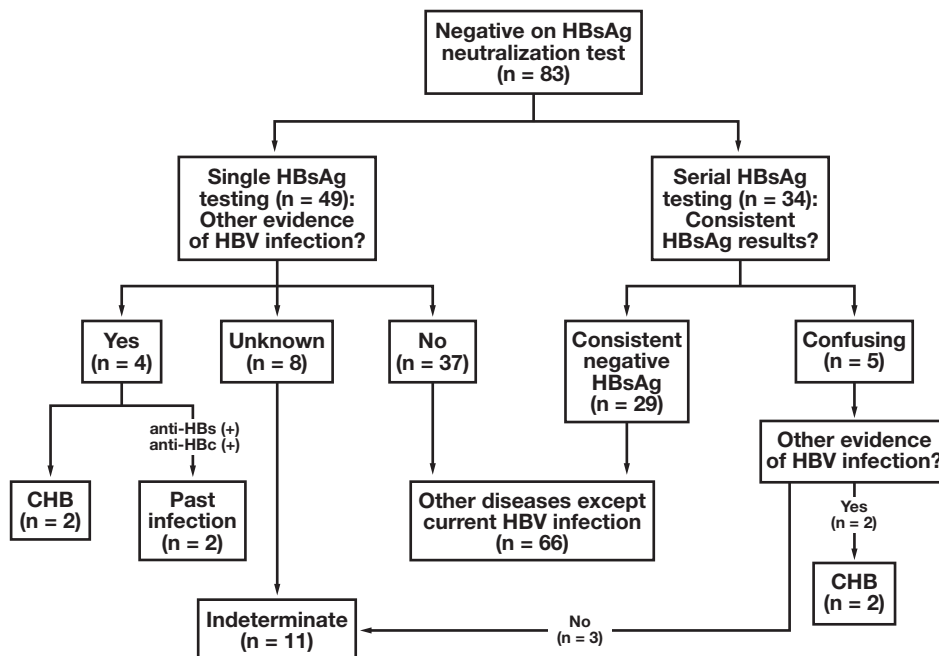 Negative on HBsAg
neutralization test
(n = 83)
Single HBsAg
testing (n = 49):
Other evidence
of HBV infection?
Serial HBsAg
testing (n = 34):
Consistent
HBsAg results?
Yes
(n = 4)
Unknown
(n = 8)
No
(n = 37)
Consistent
negative
HBsAg
(n = 29)
Confusing
(n = 5)
anti-HBs (+)
anti-HBc (+)
Other evidence
of HBV infection?
CHB
(n = 2)
Past
infection
(n = 2)
Other diseases except
current HBV infection
(n = 66)
Yes
(n = 2)
CHB
(n = 2)
Indeterminate
(n = 11)
No
(n = 3)